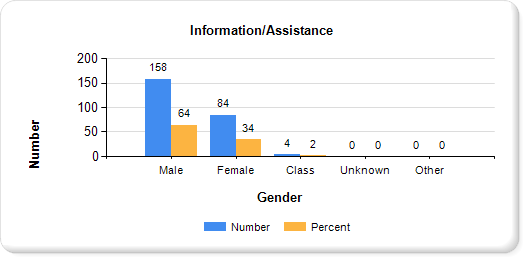 Information/Assistance
Number
200
150
100
50
0
158
64
84
34
4
2
0
0
0
0
Male
Female
Class
Unknown
Other
Gender
Number
Percent